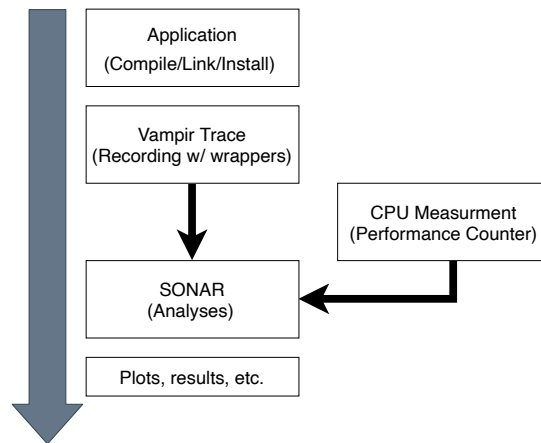 Application
(Compile/Link/Install)
Vampir Trace
(Recording w/ wrappers)
CPU Measurment
(Performance Counter)
SONAR
(Analyses)
Plots, results, etc.